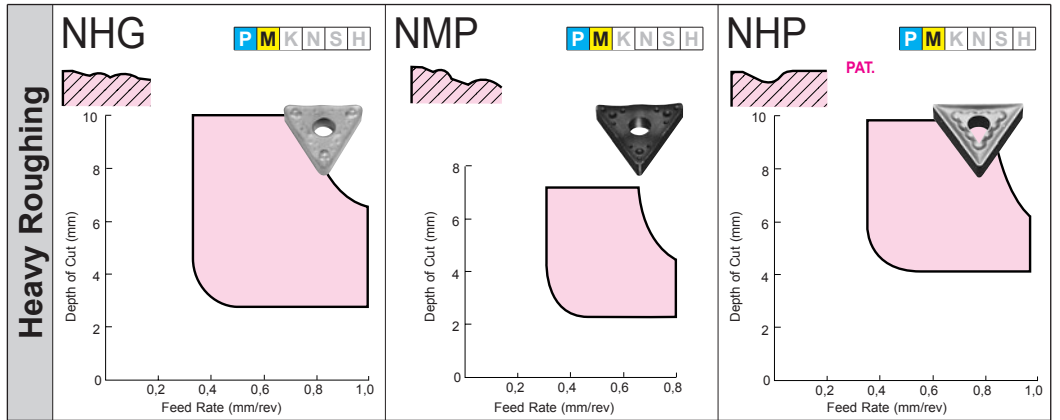 Heavy Roughing
NHG
P M K N S H
10
8
6
4
2
0
Depth of Cut (mm)
0,2 0,4 0,6 0,8 1,0
Feed Rate (mm/rev)
NMP
P M K N S H
8
6
4
2
0
Depth of Cut (mm)
0,2 0,4 0,6 0,8
Feed Rate (mm/rev)
NHP
P M K N S H
PAT.
10
8
6
4
2
0
Depth of Cut (mm)
0,2 0,4 0,6 0,8 1,0
Feed Rate (mm/rev)